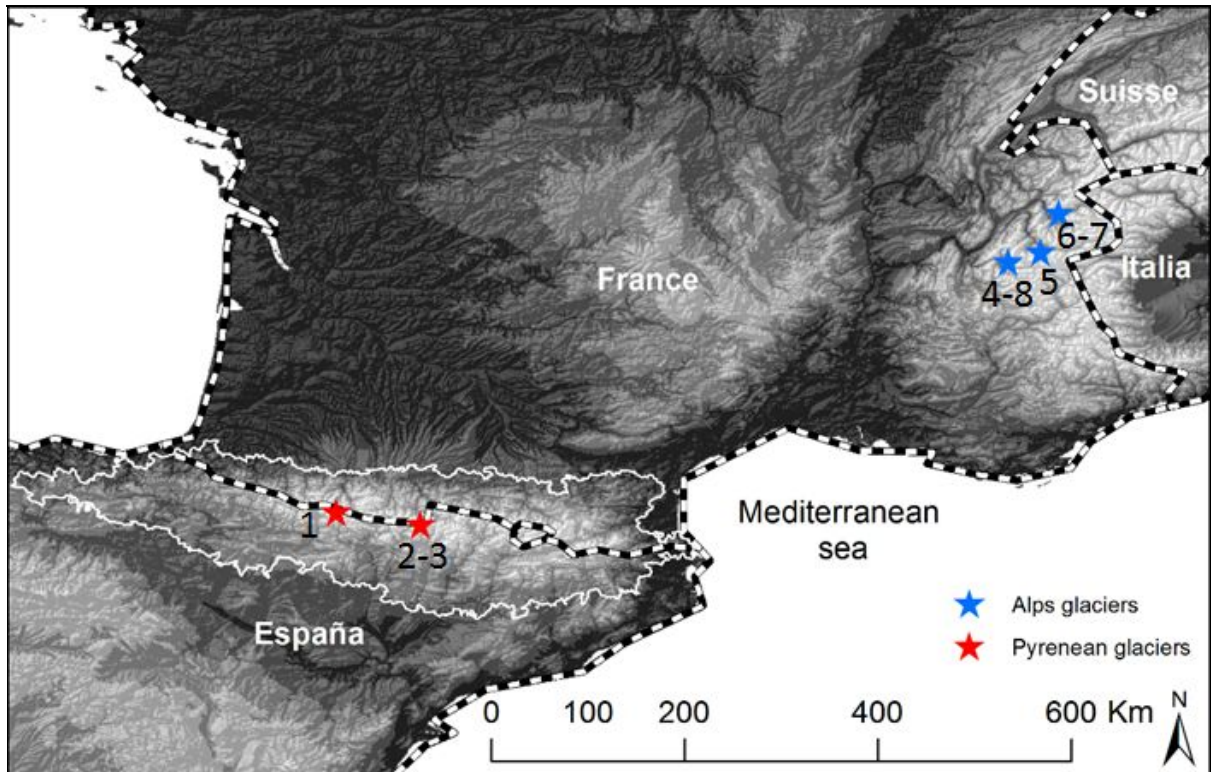 Suisse
6-7
France
Italia
5
4-8
Mediterranean
sea
1
2-3
España
Alps glaciers
Pyrenean glaciers
N
0 100 200 400 600 Km